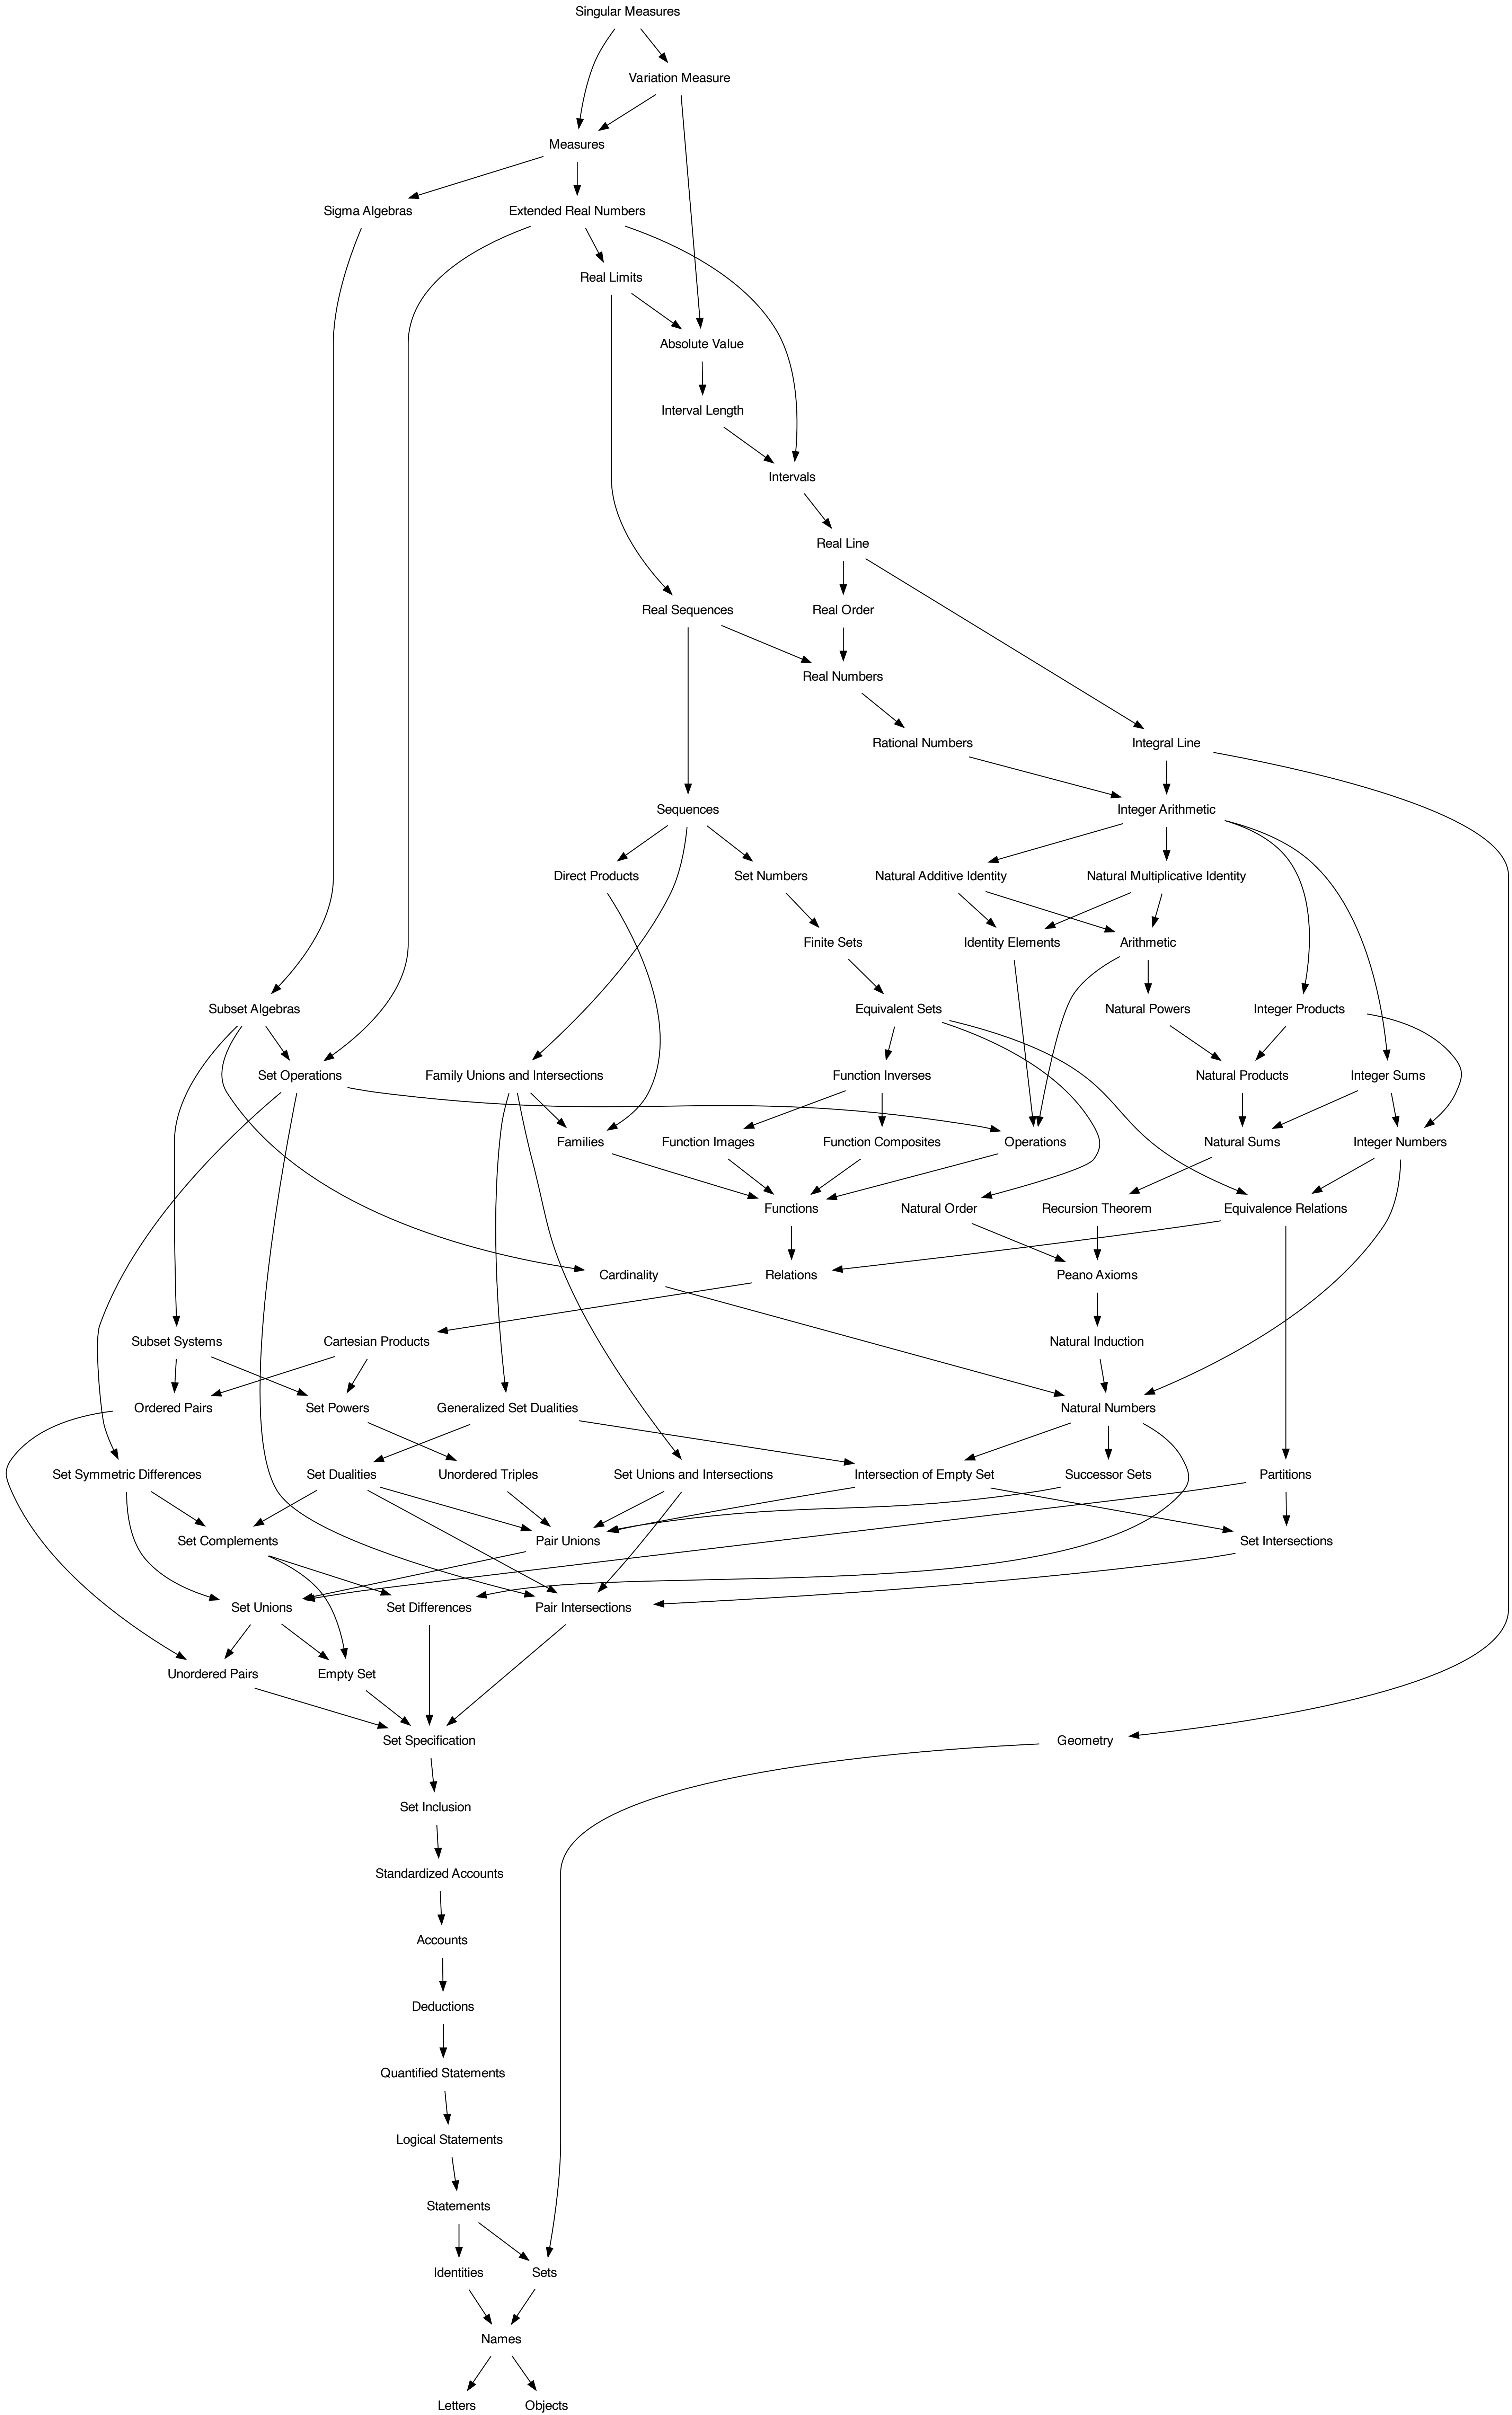 Singular Measures
Variation Measure
Measures
Sigma Algebras
Extended Real Numbers
Real Limits
Absolute Value
Interval Length
Intervals
Real Line
Real Sequences
Real Order
Real Numbers
Rational Numbers
Integral Line
Sequences
Integer Arithmetic
Direct Products
Set Numbers
Natural Additive Identity
Natural Multiplicative Identity
Finite Sets
Identity Elements
Arithmetic
Subset Algebras
Equivalent Sets
Natural Powers
Integer Products
Set Operations
Family Unions and Intersections
Function Inverses
Natural Products
Integer Sums
Families
Function Images
Function Composites
Operations
Natural Sums
Integer Numbers
Functions
Natural Order
Recursion Theorem
Equivalence Relations
Cardinality
Relations
Peano Axioms
Subset Systems
Cartesian Products
Natural Induction
Ordered Pairs
Set Powers
Generalized Set Dualities
Natural Numbers
Set Symmetric Differences
Set Dualities
Unordered Triples
Set Unions and Intersections
Intersection of Empty Set
Successor Sets
Partitions
Set Complements
Pair Unions
Set Intersections
Set Unions
Set Differences
Pair Intersections
Unordered Pairs
Empty Set
Set Specification
Geometry
Set Inclusion
Standardized Accounts
Accounts
Deductions
Quantified Statements
Logical Statements
Statements
Identities
Sets
Names
Letters
Objects